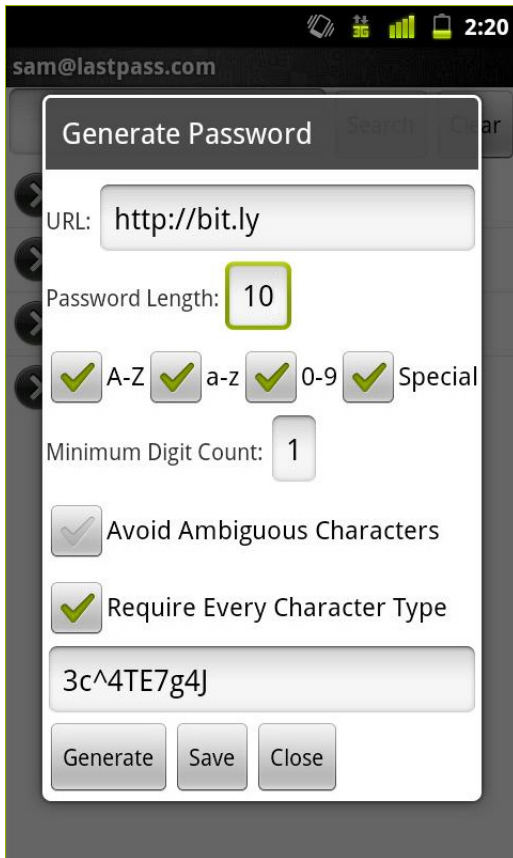 3G 2:20
sam@lastpass.com
Search Clear
Generate Password
URL: http://bit.ly
Password Length: 10
A-Z a-z 0-9 Special
Minimum Digit Count: 1
Avoid Ambiguous Characters
Require Every Character Type
3c^4TE7g4J
Generate Save Close